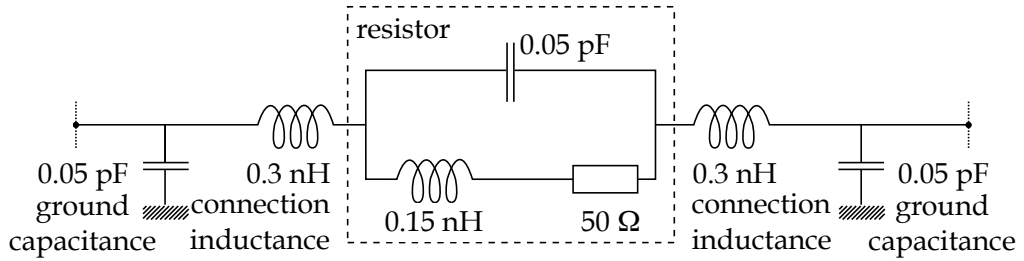 resistor
0.05 pF
0.05 pF
ground
capacitance
0.3 nH
connection
inductance
0.15 nH
50 Ω
0.3 nH
connection
inductance
0.05 pF
ground
capacitance